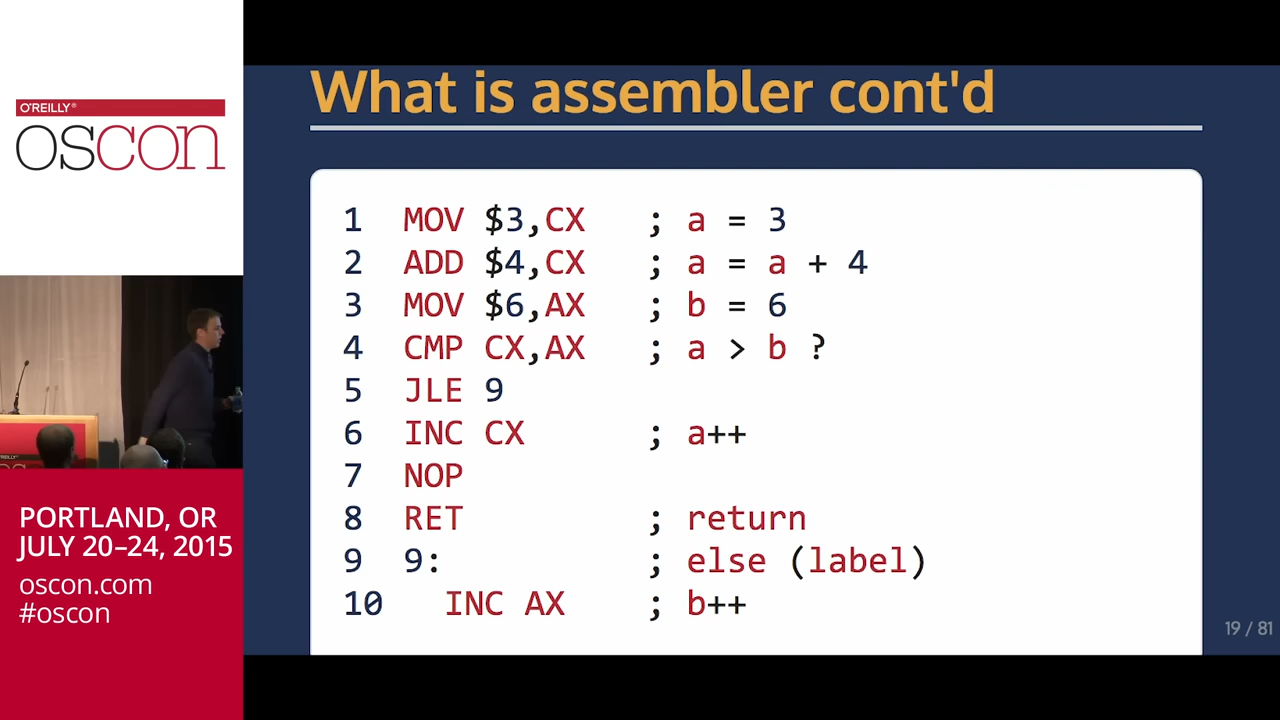 O'REILLY®
oscon
PORTLAND, OR
JULY 20–24, 2015
oscon.com
#oscon
What is assembler cont'd
1 MOV $3,CX ; a = 3
2 ADD $4,CX ; a = a + 4
3 MOV $6,AX ; b = 6
4 CMP CX,AX ; a > b ?
5 JLE 9
6 INC CX ; a++
7 NOP
8 RET ; return
9 9: ; else (label)
10 INC AX ; b++
19 / 81